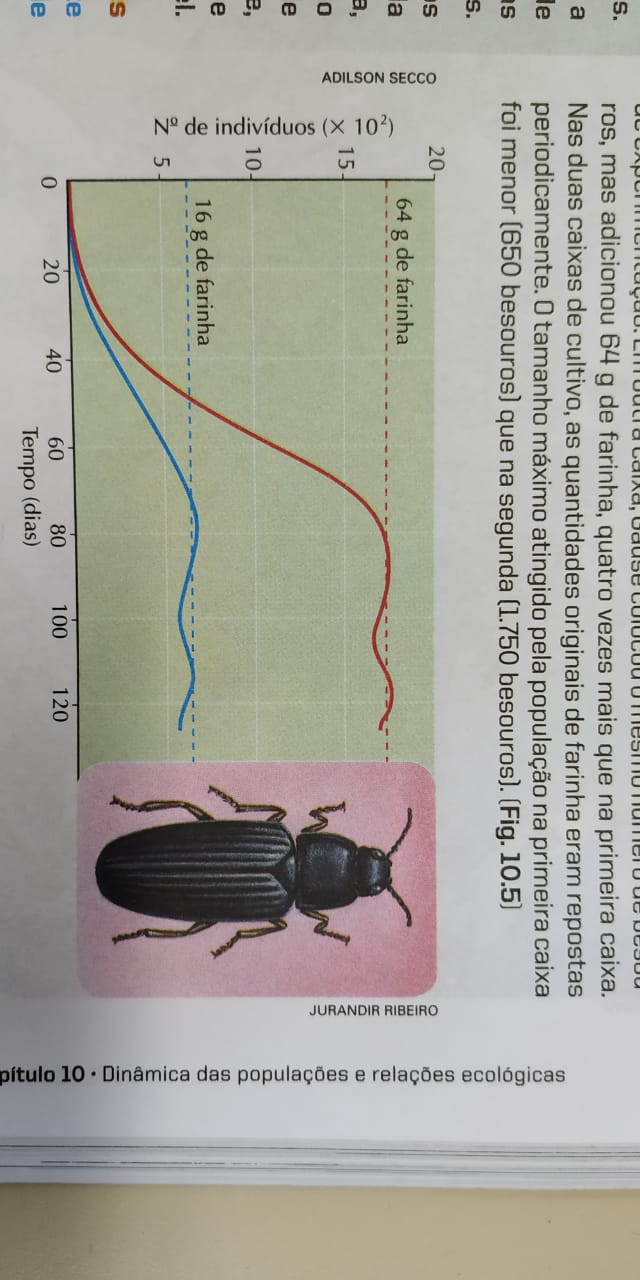 ros, mas adicionou 64 g de farinha, quatro vezes mais que na primeira caixa.
Nas duas caixas de cultivo, as quantidades originais de farinha eram repostas
periodicamente. O tamanho máximo atingido pela população na primeira caixa
foi menor (650 besouros) que na segunda (1.750 besouros). (Fig. 10.5)
ADILSON SECCO
Nº de indivíduos (× 10²)
20
15
10
5
0
64 g de farinha
16 g de farinha
20 40 60 80 100 120
Tempo (dias)
JURANDIR RIBEIRO
pítulo 10 • Dinâmica das populações e relações ecológicas